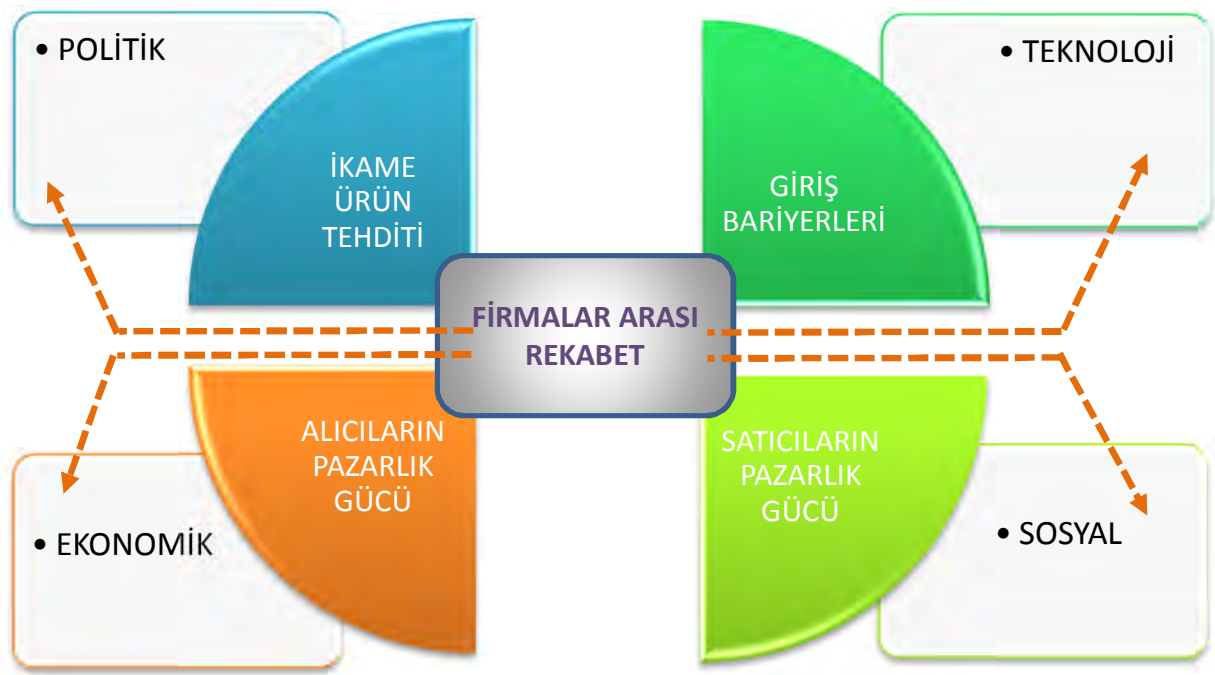 • POLİTİK
• TEKNOLOJİ
İKAME
ÜRÜN
TEHDİTİ
GİRİŞ
BARİYERLERİ
FİRMALAR ARASI
REKABET
ALICILARIN
PAZARLIK
GÜCÜ
SATICILARIN
PAZARLIK
GÜCÜ
• EKONOMİK
• SOSYAL